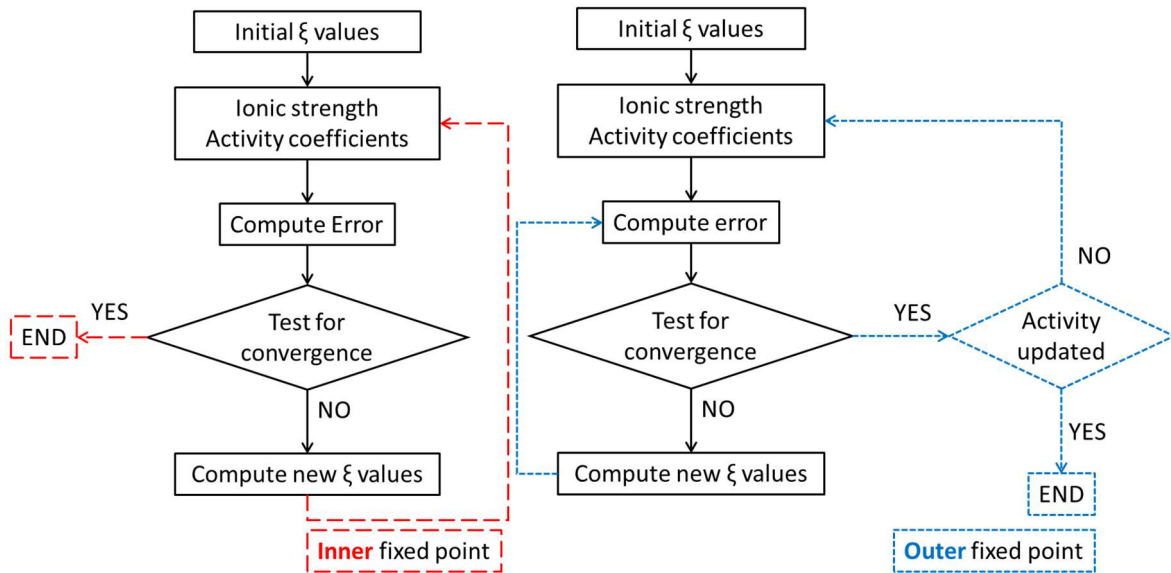 Initial ξ values
Ionic strength
Activity coefficients
Compute Error
YES
END
Test for
convergence
NO
Compute new ξ values
Inner fixed point
Initial ξ values
Ionic strength
Activity coefficients
Compute error
NO
Test for
convergence
YES
Activity
updated
NO
YES
Compute new ξ values
END
Outer fixed point